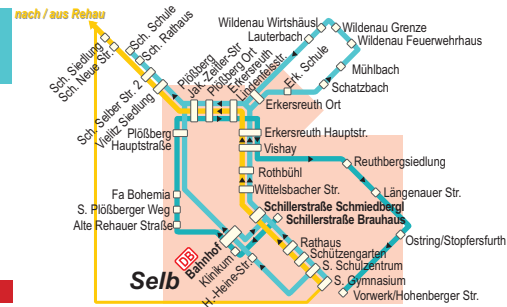 nach / aus Rehau
Sch. Siedlung
Sch. Neue Str.
Sch. Schule
Sch. Rathaus
Sch. Selber Str. 2
Vielitz Siedlung
Plößberg
Jak.-Zeitler-Str
Plößberg Ort
Erkersreuth
Lindenfelsstr.
Wildenau Wirtshäusl
Lauterbach
Wildenau Grenze
Wildenau Feuerwehrhaus
Erk. Schule
Mühlbach
Schatzbach
Erkersreuth Ort
Plößberg
Hauptstraße
Erkersreuth Hauptstr.
Vishay
Reuthbergsiedlung
Rothbühl
Wittelsbacher Str.
Längenauer Str.
Fa Bohemia
S. Plößberger Weg
Alte Rehauer Straße
Schillerstraße Schmiedbergl
Schillerstraße Brauhaus
Rathaus
Schützengarten
S. Schulzentrum
S. Gymnasium
Ostring/Stopfersfurth
Vorwerk/Hohenberger Str.
DB
Bahnhof
Klinikum
H.-Heine-Str.
Selb